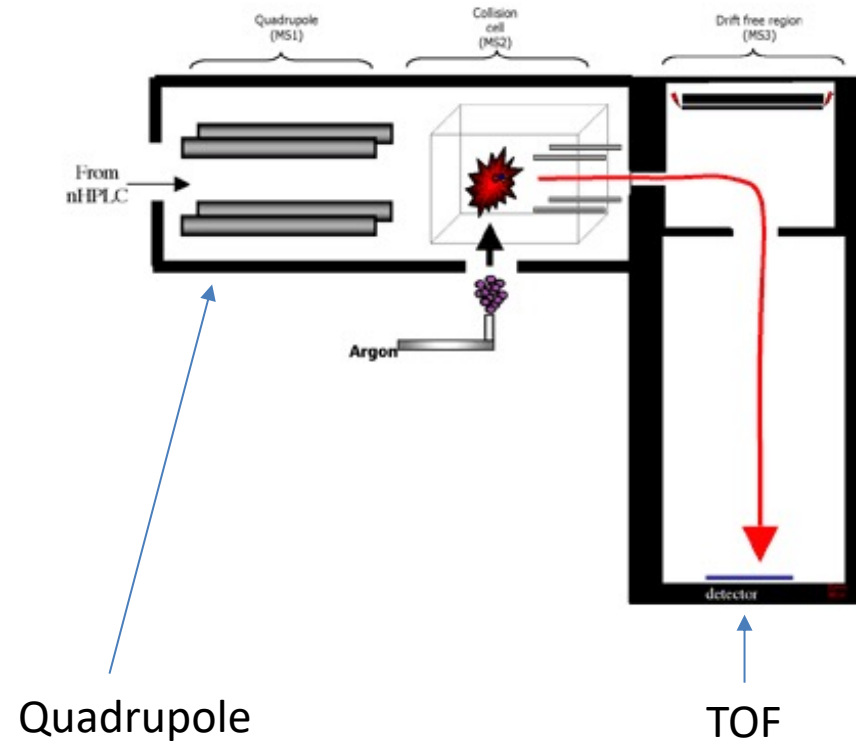 Quadrupole
(MS1)
Collision
cell
(MS2)
Drift free region
(MS3)
From
nHPLC
Argon
detector
Quadrupole
TOF